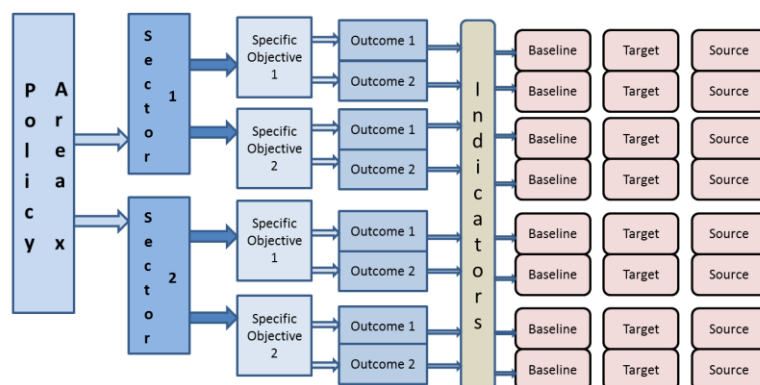 Policy Area x
Sector 1
Specific Objective 1
Outcome 1
Outcome 2
Specific Objective 2
Outcome 1
Outcome 2
Sector 2
Specific Objective 1
Outcome 1
Outcome 2
Specific Objective 2
Outcome 1
Outcome 2
Indicators
Baseline Target Source
Baseline Target Source
Baseline Target Source
Baseline Target Source
Baseline Target Source
Baseline Target Source
Baseline Target Source
Baseline Target Source